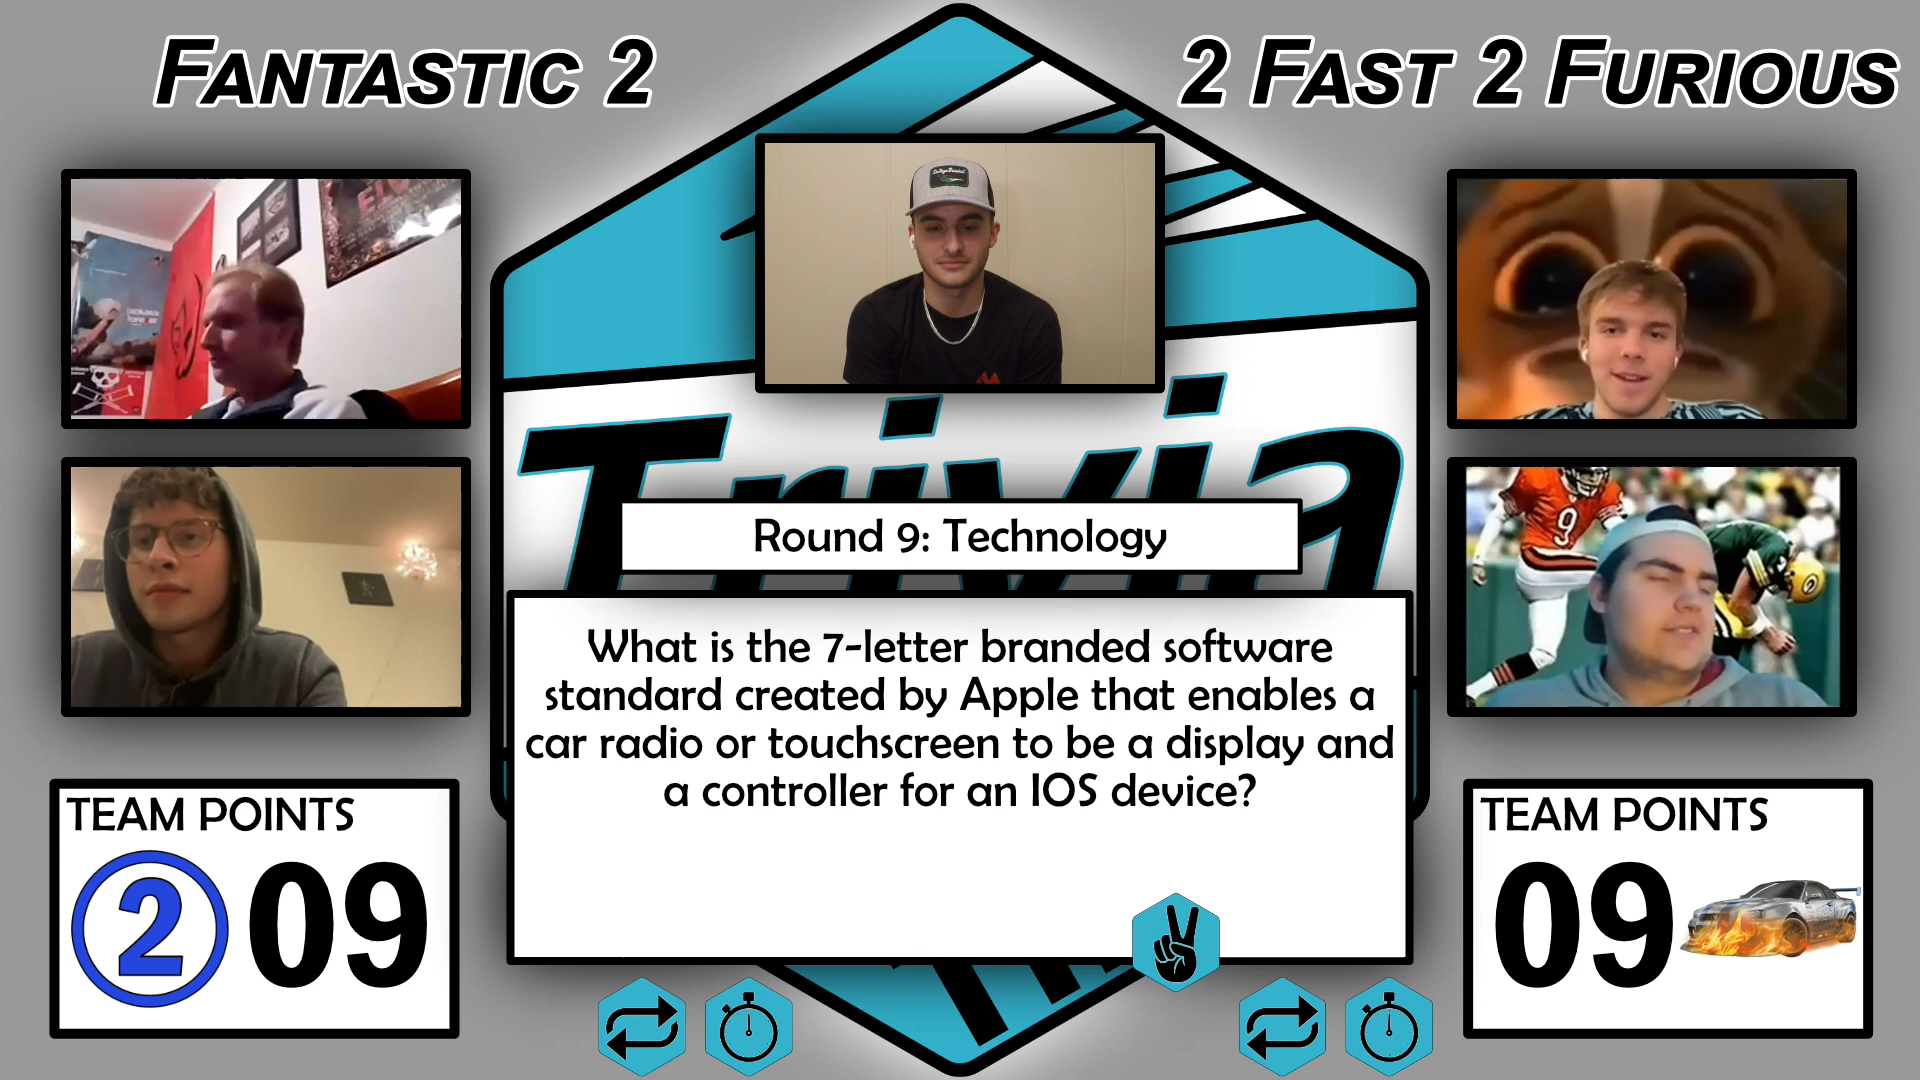 FANTASTIC 2
2 FAST 2 FURIOUS
Trivia
Round 9: Technology
What is the 7-letter branded software
standard created by Apple that enables a
car radio or touchscreen to be a display and
a controller for an IOS device?
TEAM POINTS
2 09
TEAM POINTS
09
9
G